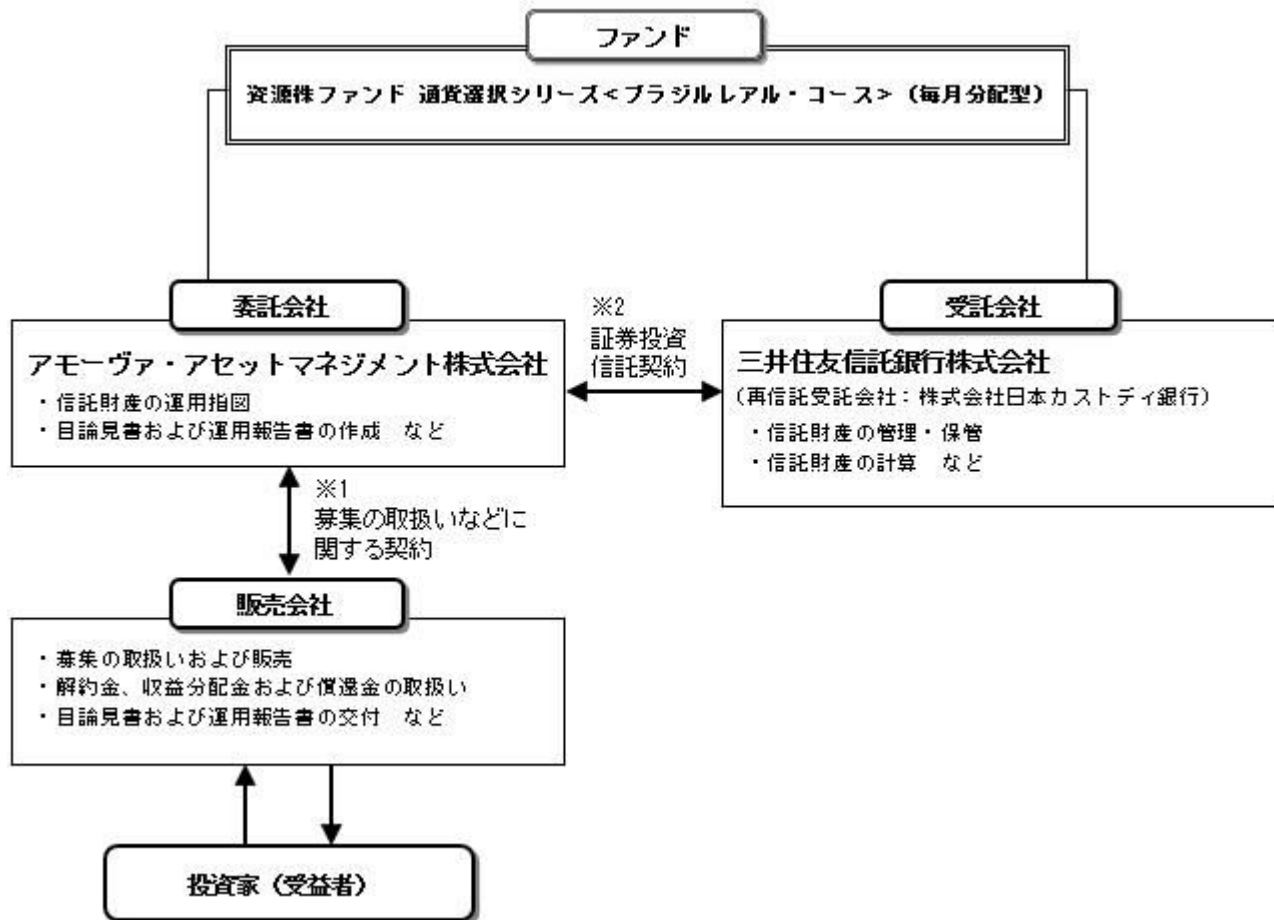 ファンド
資源株ファンド 通貨選択シリーズ<ブラジルレアル・コース>（毎月分配型）
委託会社
アモーヴァ・アセットマネジメント株式会社
・信託財産の運用指図
・目論見書および運用報告書の作成　など
※2
証券投資
信託契約
受託会社
三井住友信託銀行株式会社
（再信託受託会社：株式会社日本カストディ銀行）
・信託財産の管理・保管
・信託財産の計算　など
※1
募集の取扱いなどに
関する契約
販売会社
・募集の取扱いおよび販売
・解約金、収益分配金および償還金の取扱い
・目論見書および運用報告書の交付　など
投資家（受益者）